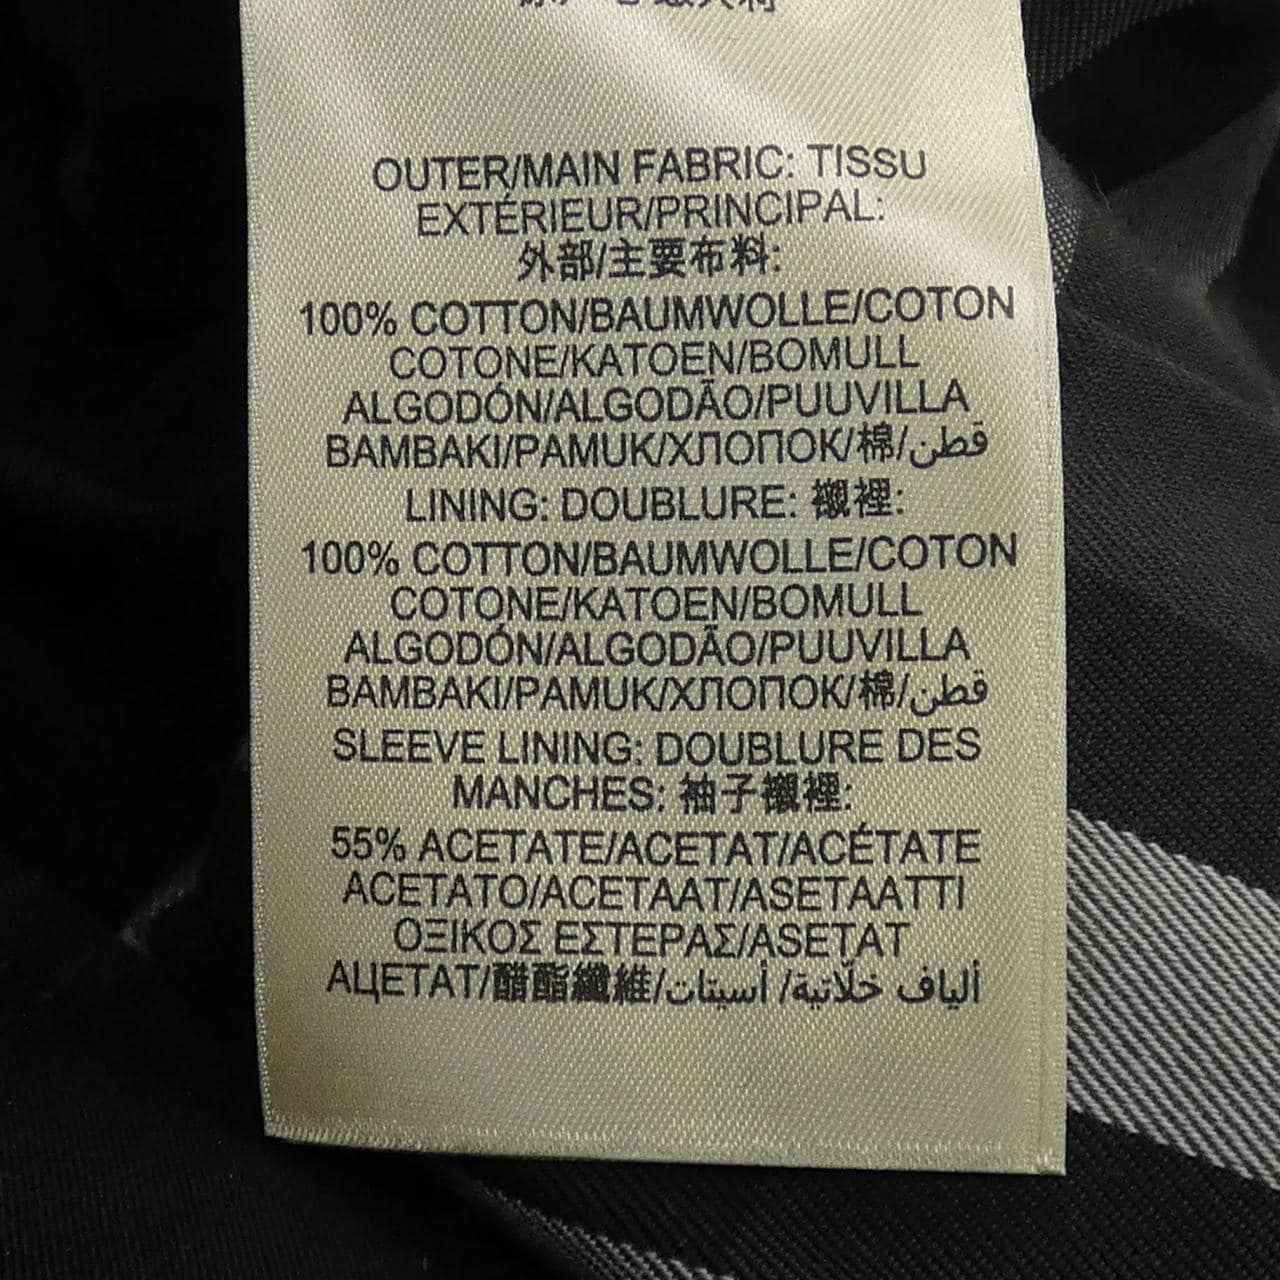 OUTER/MAIN FABRIC: TISSU
EXTÉRIEUR/PRINCIPAL:
外部/主要布料:
100% COTTON/BAUMWOLLE/COTON
COTONE/KATOEN/BOMULL
ALGODÓN/ALGODÃO/PUUVILLA
BAMBAKI/PAMUK/ХЛОПОК/棉/قطن
LINING: DOUBLURE: 襯裡:
100% COTTON/BAUMWOLLE/COTON
COTONE/KATOEN/BOMULL
ALGODÓN/ALGODÃO/PUUVILLA
BAMBAKI/PAMUK/ХЛОПОК/棉/قطن
SLEEVE LINING: DOUBLURE DES
MANCHES: 袖子襯裡:
55% ACETATE/ACETAT/ACÉTATE
ACETATO/ACETAAT/ASETAATTI
ΟΞΙΚΟΣ ΕΣΤΕΡΑΣ/ASETAT
АЦЕТАТ/醋酯纖維/ألياف خلّاتية/ أسيتات